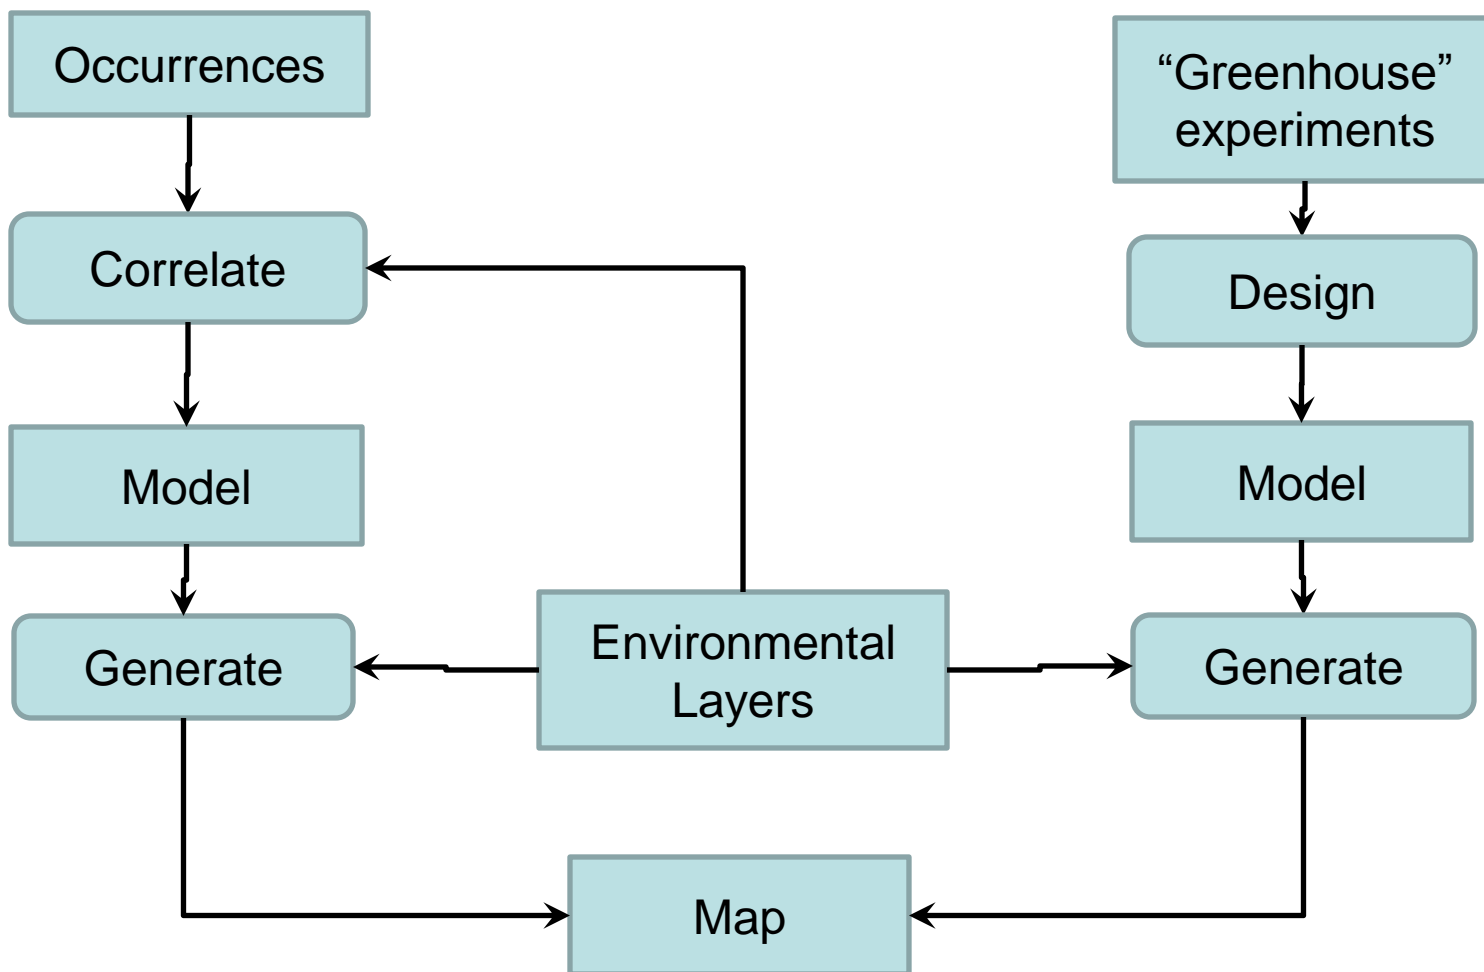 Occurrences
“Greenhouse”
experiments
Correlate
Design
Model
Model
Generate
Environmental
Layers
Generate
Map